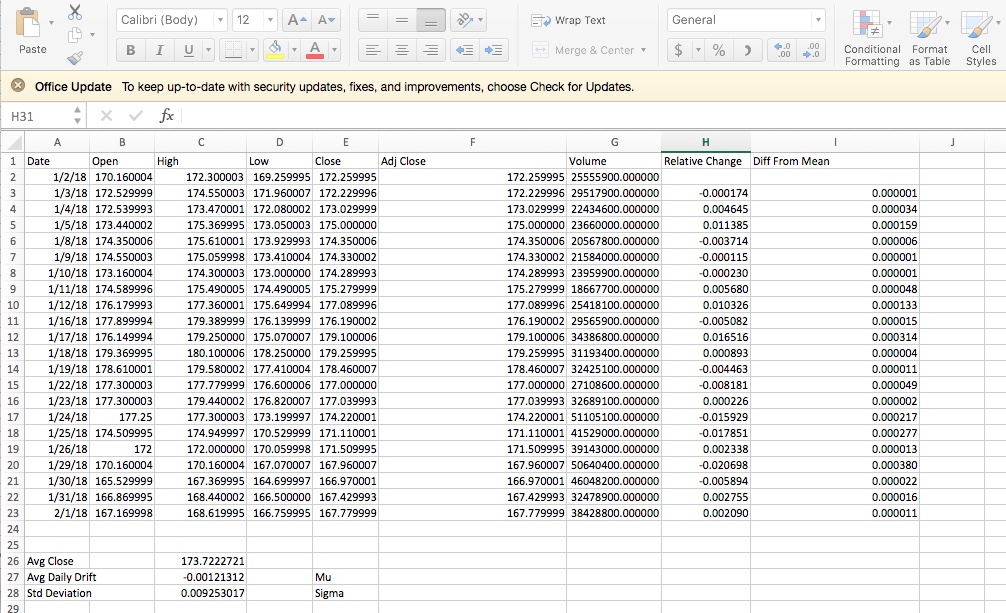 Calibri (Body) 12 A A Wrap Text General
Paste B I U A Merge & Center $ % Conditional Formatting Format as Table Cell Styles
Office Update To keep up-to-date with security updates, fixes, and improvements, choose Check for Updates.
H31 fx
A B C D E F G H I J
1 Date Open High Low Close Adj Close Volume Relative Change Diff From Mean
2 1/2/18 170.160004 172.300003 169.259995 172.259995 172.259995 25555900.000000
3 1/3/18 172.529999 174.550003 171.960007 172.229996 172.229996 29517900.000000 -0.000174 0.000001
4 1/4/18 172.539993 173.470001 172.080002 173.029999 173.029999 22434600.000000 0.004645 0.000034
5 1/5/18 173.440002 175.369995 173.050003 175.000000 175.000000 23660000.000000 0.011385 0.000159
6 1/8/18 174.350006 175.610001 173.929993 174.350006 174.350006 20567800.000000 -0.003714 0.000006
7 1/9/18 174.550003 175.059998 173.410004 174.330002 174.330002 21584000.000000 -0.000115 0.000001
8 1/10/18 173.160004 174.300003 173.000000 174.289993 174.289993 23959900.000000 -0.000230 0.000001
9 1/11/18 174.589996 175.490005 174.490005 175.279999 175.279999 18667700.000000 0.005680 0.000048
10 1/12/18 176.179993 177.360001 175.649994 177.089996 177.089996 25418100.000000 0.010326 0.000133
11 1/16/18 177.899994 179.389999 176.139999 176.190002 176.190002 29565900.000000 -0.005082 0.000015
12 1/17/18 176.149994 179.250000 175.070007 179.100006 179.100006 34386800.000000 0.016516 0.000314
13 1/18/18 179.369995 180.100006 178.250000 179.259995 179.259995 31193400.000000 0.000893 0.000004
14 1/19/18 178.610001 179.580002 177.410004 178.460007 178.460007 32425100.000000 -0.004463 0.000011
15 1/22/18 177.300003 177.779999 176.600006 177.000000 177.000000 27108600.000000 -0.008181 0.000049
16 1/23/18 177.300003 179.440002 176.820007 177.039993 177.039993 32689100.000000 0.000226 0.000002
17 1/24/18 177.25 177.300003 173.199997 174.220001 174.220001 51105100.000000 -0.015929 0.000217
18 1/25/18 174.509995 174.949997 170.529999 171.110001 171.110001 41529000.000000 -0.017851 0.000277
19 1/26/18 172 172.000000 170.059998 171.509995 171.509995 39143000.000000 0.002338 0.000013
20 1/29/18 170.160004 170.160004 167.070007 167.960007 167.960007 50640400.000000 -0.020698 0.000380
21 1/30/18 165.529999 167.369995 164.699997 166.970001 166.970001 46048200.000000 -0.005894 0.000022
22 1/31/18 166.869995 168.440002 166.500000 167.429993 167.429993 32478900.000000 0.002755 0.000016
23 2/1/18 167.169998 168.619995 166.759995 167.779999 167.779999 38428800.000000 0.002090 0.000011
24
25
26 Avg Close 173.7222721
27 Avg Daily Drift -0.00121312 Mu
28 Std Deviation 0.009253017 Sigma
29